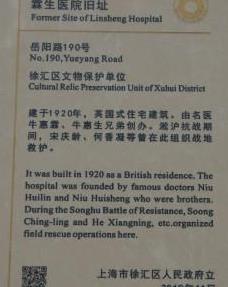 霖生医院旧址
Former Site of Linsheng Hospital
岳阳路190号
No.190,Yueyang Road
徐汇区文物保护单位
Cultural Relic Preservation Unit of Xuhui District
建于1920年，英国式住宅建筑，由名医
牛惠霖、牛惠生兄弟创办。淞沪抗战期
间，宋庆龄、何香凝等曾在此组织战地
救护。
It was built in 1920 as a British residence. The
hospital was founded by famous doctors Niu
Huilin and Niu Huisheng who were brothers.
During the Songhu Battle of Resistance, Soong
Ching-ling and He Xiangning, etc.organized
field rescue operations here.
上海市徐汇区人民政府立